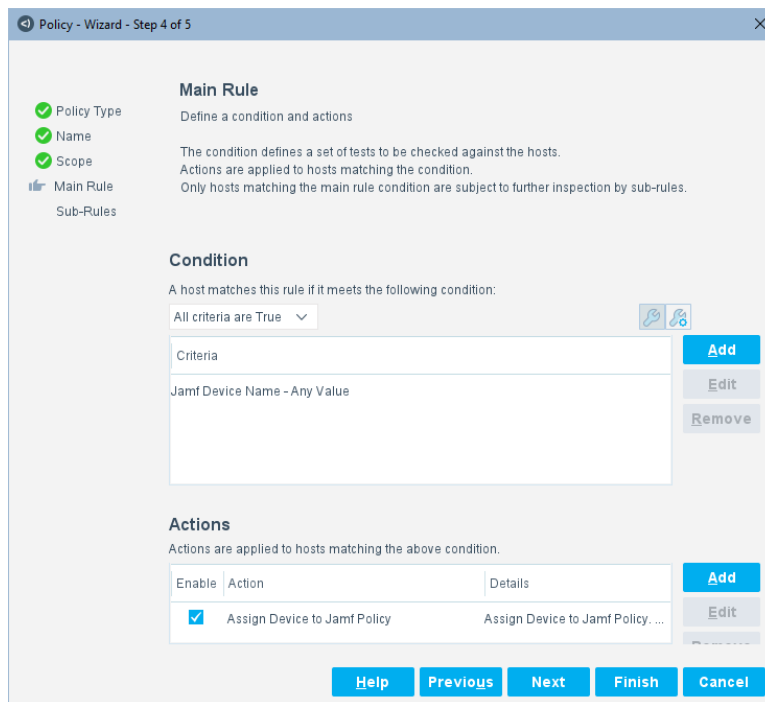 Policy - Wizard - Step 4 of 5
Policy Type
Name
Scope
Main Rule
Sub-Rules
Main Rule
Define a condition and actions
The condition defines a set of tests to be checked against the hosts.
Actions are applied to hosts matching the condition.
Only hosts matching the main rule condition are subject to further inspection by sub-rules.
Condition
A host matches this rule if it meets the following condition:
All criteria are True
Criteria
Jamf Device Name - Any Value
Add
Edit
Remove
Actions
Actions are applied to hosts matching the above condition.
Enable Action Details
Assign Device to Jamf Policy Assign Device to Jamf Policy. ...
Add
Edit
Help Previous Next Finish Cancel